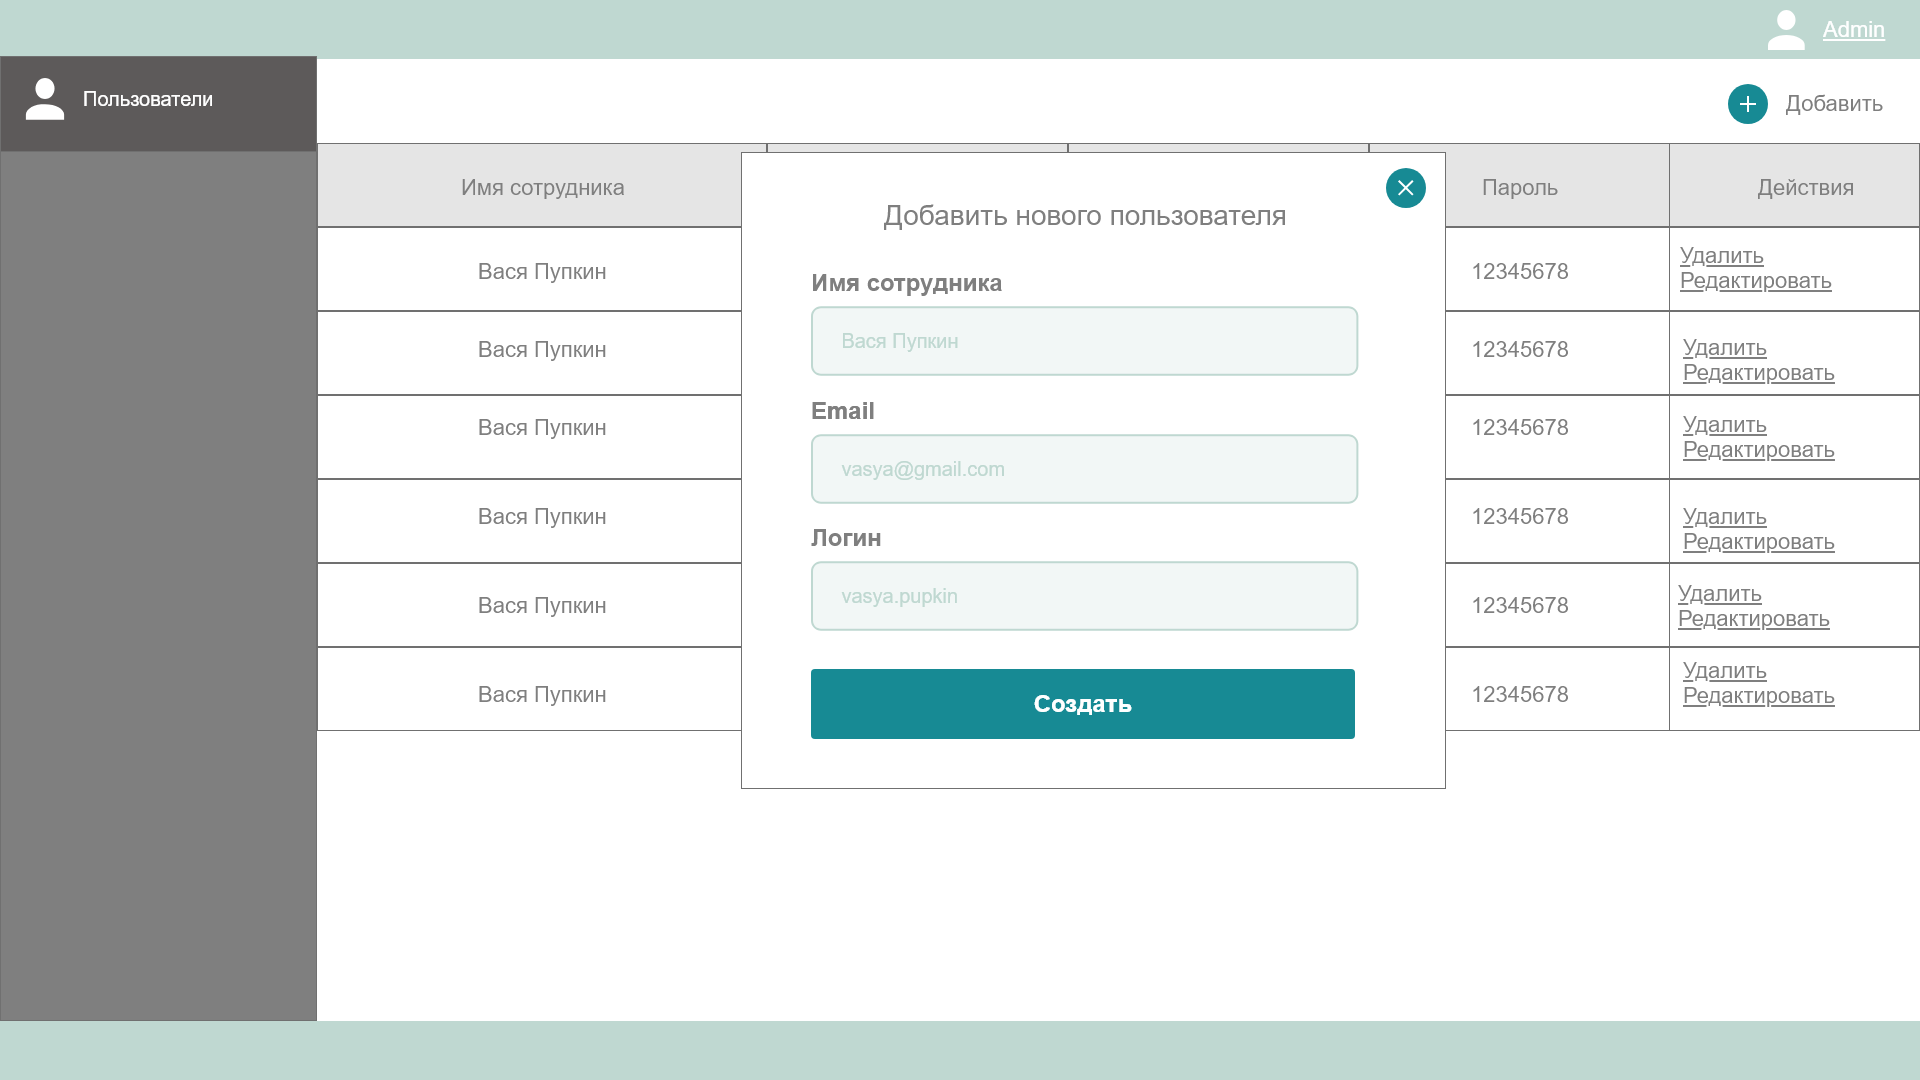 Admin
Пользователи
Добавить
Имя сотрудника
Пароль
Действия
Вася Пупкин
12345678
Удалить
Редактировать
Вася Пупкин
12345678
Удалить
Редактировать
Вася Пупкин
12345678
Удалить
Редактировать
Вася Пупкин
12345678
Удалить
Редактировать
Вася Пупкин
12345678
Удалить
Редактировать
Вася Пупкин
12345678
Удалить
Редактировать
Добавить нового пользователя
Имя сотрудника
Вася Пупкин
Email
vasya@gmail.com
Логин
vasya.pupkin
Создать